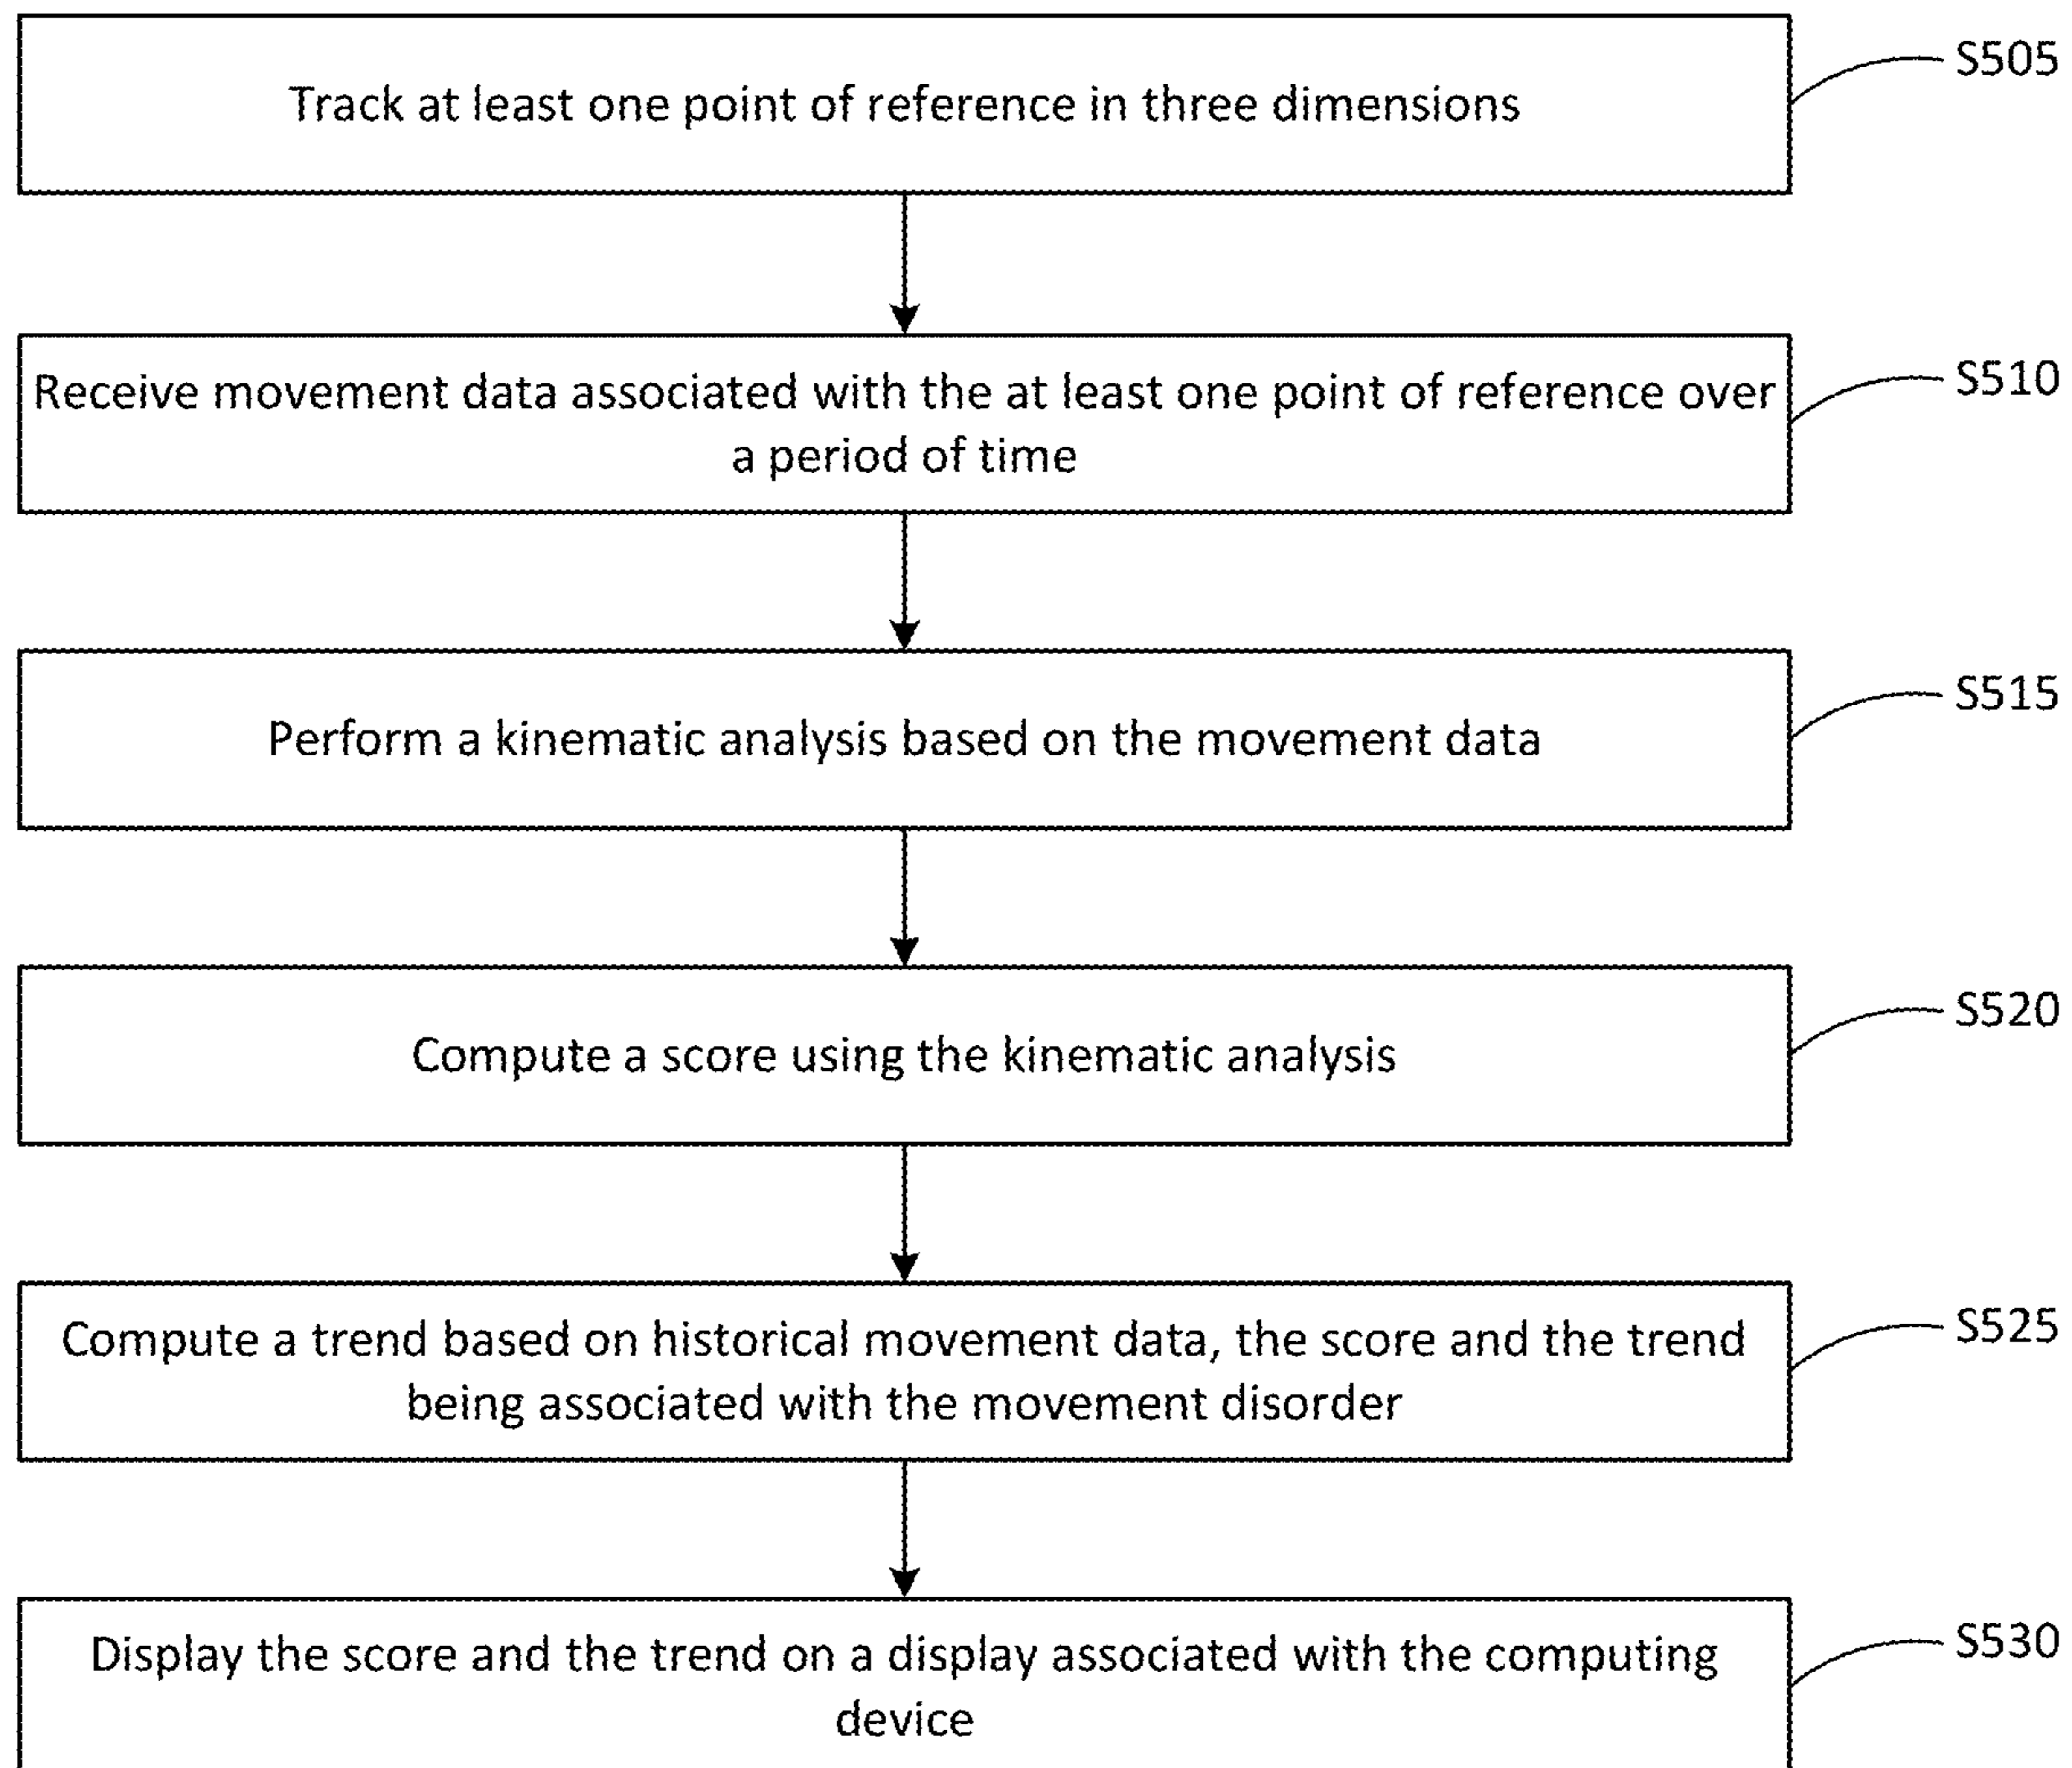 Track at least one point of reference in three dimensions
S505
Receive movement data associated with the at least one point of reference over
a period of time
S510
Perform a kinematic analysis based on the movement data
S515
Compute a score using the kinematic analysis
S520
Compute a trend based on historical movement data, the score and the trend
being associated with the movement disorder
S525
Display the score and the trend on a display associated with the computing
device
S530